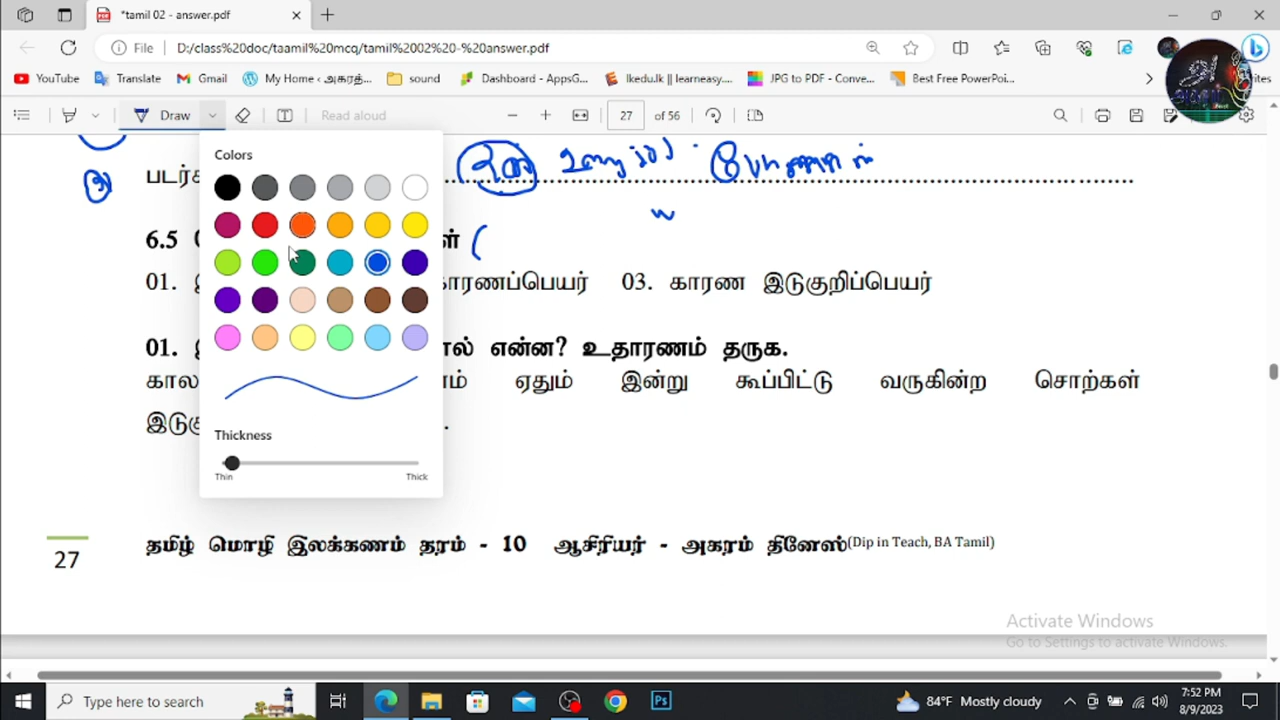 *tamil 02 - answer.pdf
File D:/class%20doc/taamil%20mcq/tamil%2002%20-%20answer.pdf
YouTube Translate Gmail My Home ‹ அகரத்... sound Dashboard - AppsG... Ikedu.lk || learneasy.... JPG to PDF - Conve... Best Free PowerPoi...
Draw Read aloud 27 of 56
Colors
படர்க
6.5 ள் (
01. காரணப்பெயர் 03. காரண இடுகுறிப்பெயர்
01. ால் என்ன? உதாரணம் தருக.
கால ம் ஏதும் இன்று கூப்பிட்டு வருகின்ற சொற்கள்
இடுகு
Thickness
Thin Thick
தமிழ் மொழி இலக்கணம் தரம் - 10 ஆசிரியர் - அகரம் தினேஸ்(Dip in Teach, BA Tamil)
27
Activate Windows
Go to Settings to activate Windows.
Type here to search 84°F Mostly cloudy 7:52 PM
8/9/2023